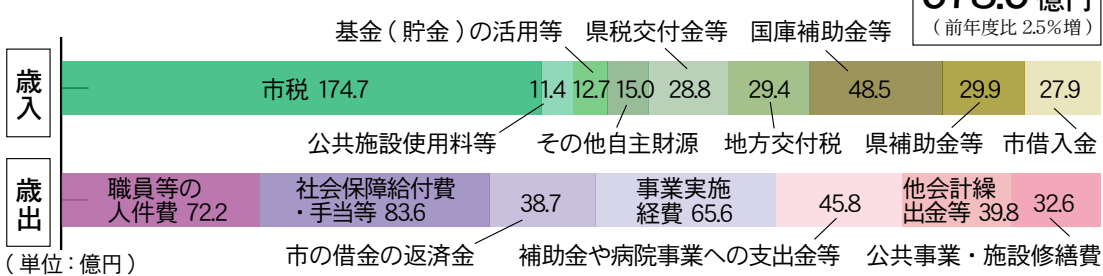 億円
(前年度比 2.5%増)
基金(貯金)の活用等 県税交付金等 国庫補助金等
歳入
市税 174.7 11.4 12.7 15.0 28.8 29.4 48.5 29.9 27.9
公共施設使用料等 その他自主財源 地方交付税 県補助金等 市借入金
歳出
職員等の
人件費 72.2
社会保障給付費
・手当等 83.6
38.7
事業実施
経費 65.6
45.8
他会計繰
出金等 39.8
32.6
市の借金の返済金 補助金や病院事業への支出金等 公共事業・施設修繕費
(単位:億円)